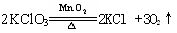 MnO₂
2KClO₃ ══ 2KCl +3O₂ ↑
△